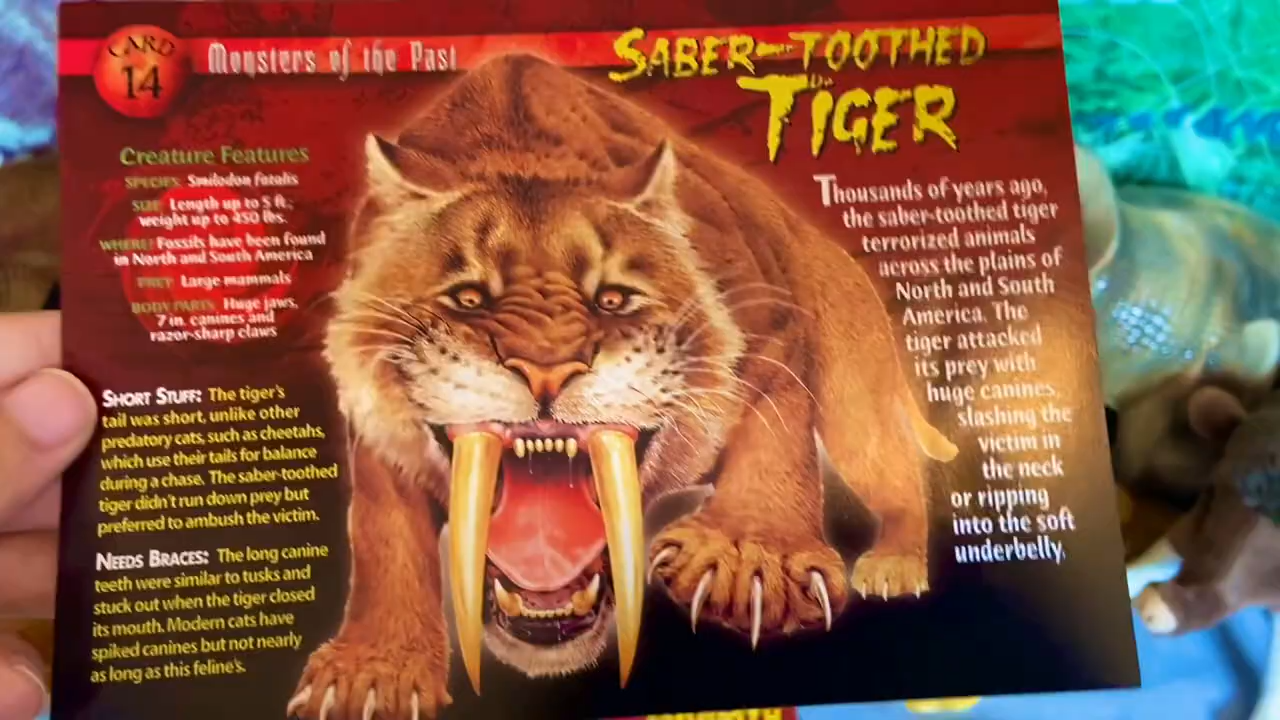 CARD
14
Monsters of the Past
SABER-TOOTHED
TIGER
Creature Features
SPECIES: Smilodon fatalis
SIZE: Length up to 5 ft.;
weight up to 450 lbs.
WHERE: Fossils have been found
in North and South America
PREY: Large mammals
BODY PARTS: Huge jaws,
7 in. canines and
razor-sharp claws
SHORT STUFF: The tiger's
tail was short, unlike other
predatory cats, such as cheetahs,
which use their tails for balance
during a chase. The saber-toothed
tiger didn't run down prey but
preferred to ambush the victim.
NEEDS BRACES: The long canine
teeth were similar to tusks and
stuck out when the tiger closed
its mouth. Modern cats have
spiked canines but not nearly
as long as this feline's.
Thousands of years ago,
the saber-toothed tiger
terrorized animals
across the plains of
North and South
America. The
tiger attacked
its prey with
huge canines,
slashing the
victim in
the neck
or ripping
into the soft
underbelly.